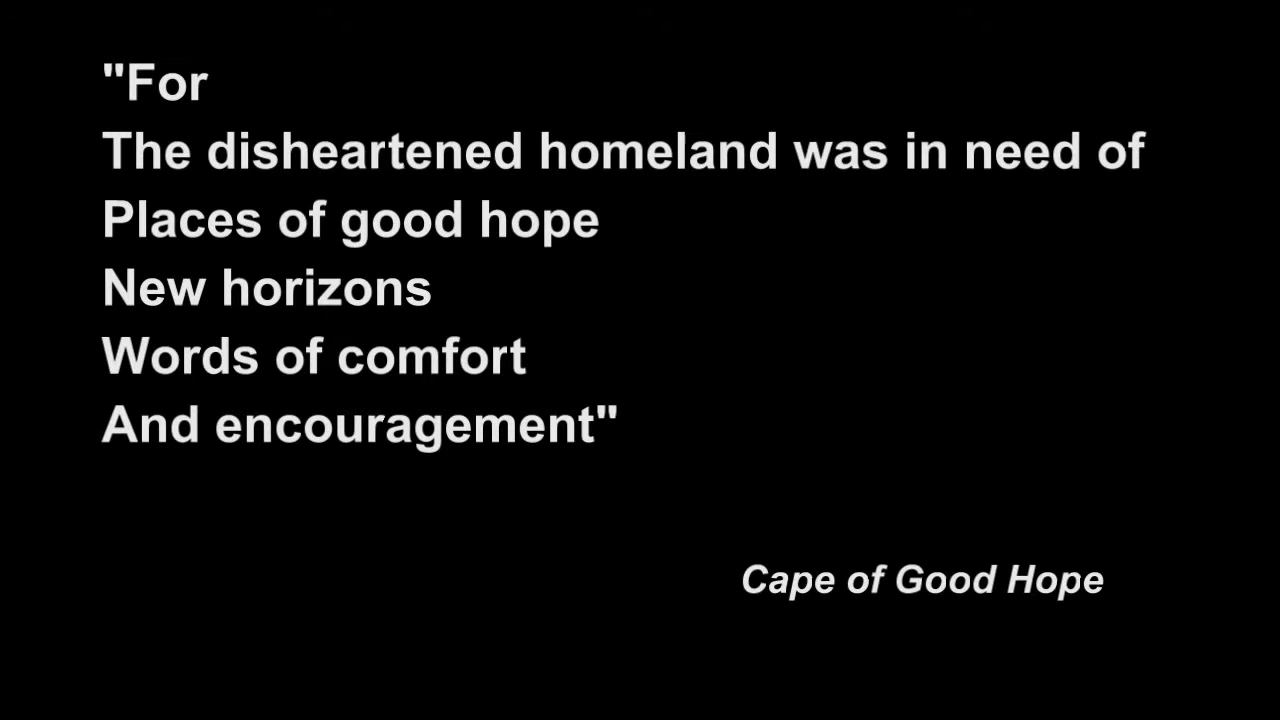 "For
The disheartened homeland was in need of
Places of good hope
New horizons
Words of comfort
And encouragement"
Cape of Good Hope